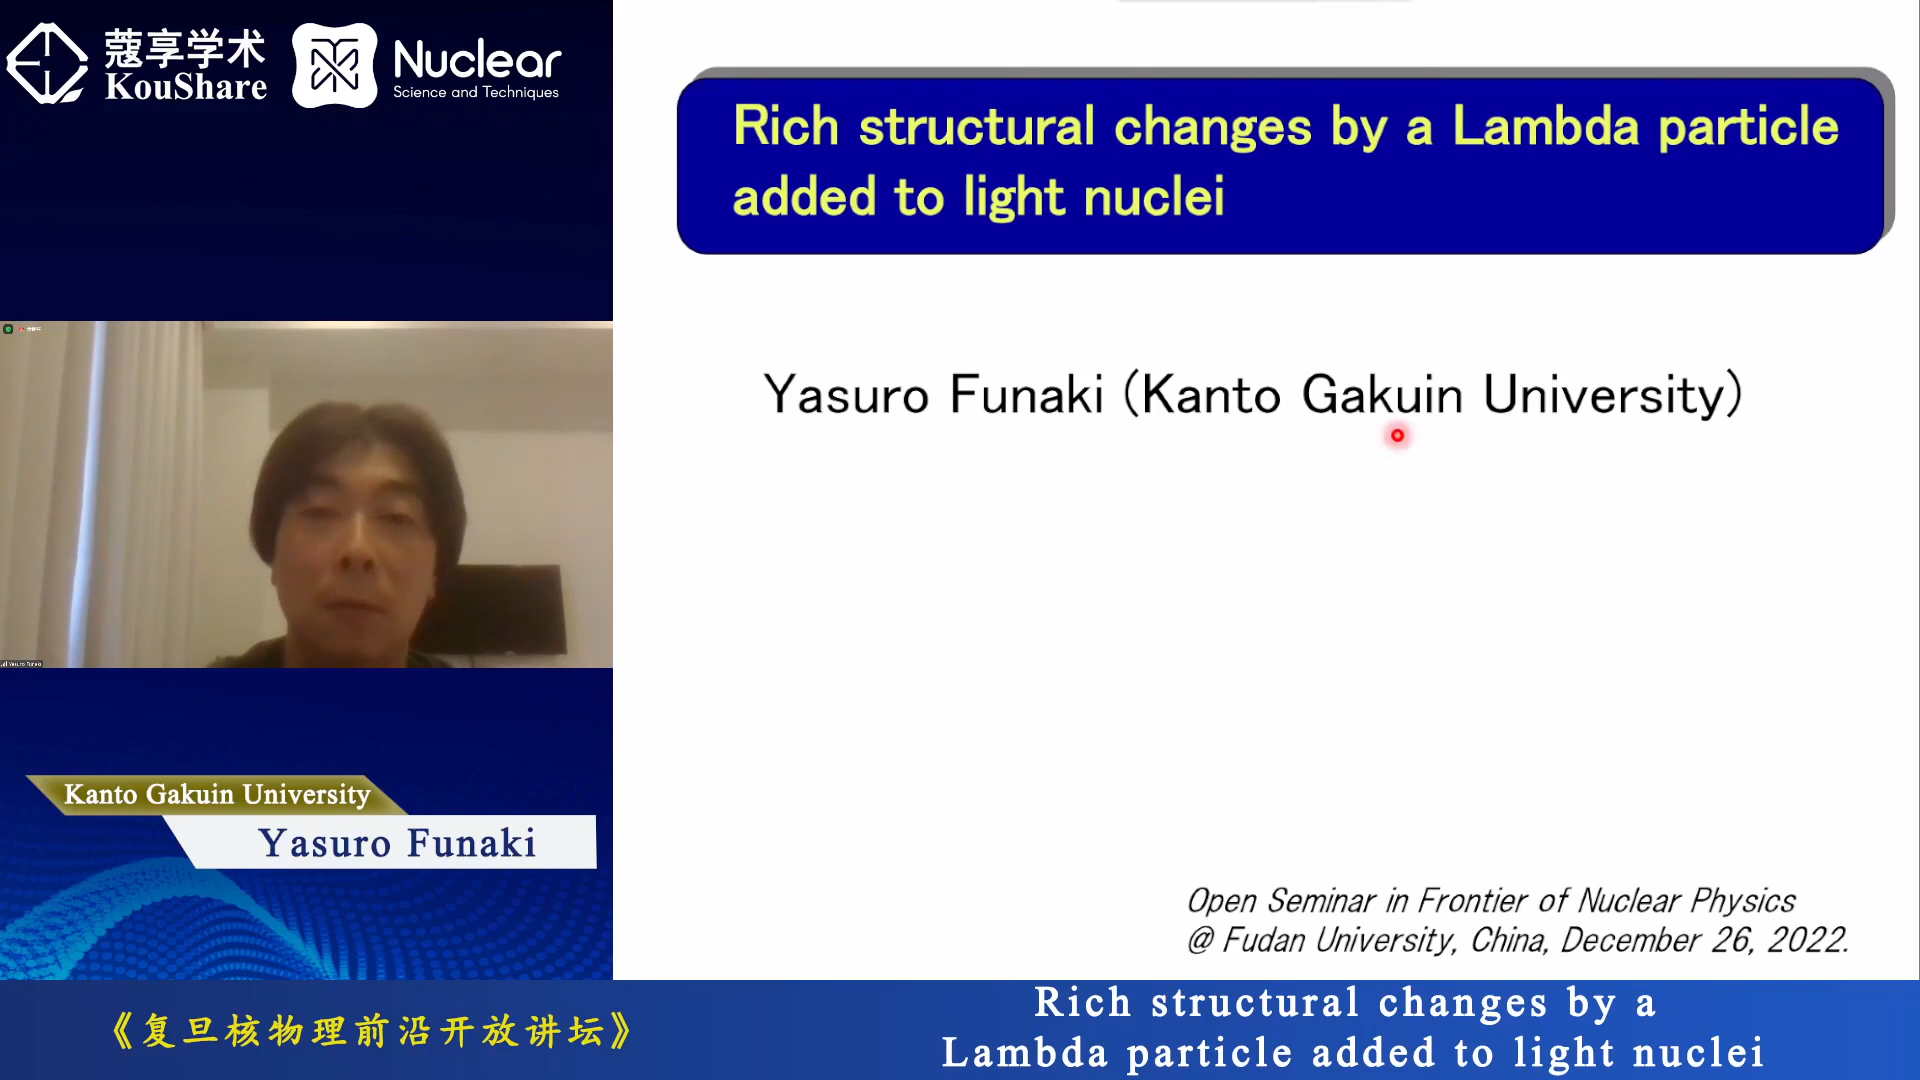 蔻享学术
KouShare
Nuclear
Science and Techniques
Rich structural changes by a Lambda particle
added to light nuclei
Yasuro Funaki (Kanto Gakuin University)
Yasuro Funaki
Kanto Gakuin University
Yasuro Funaki
Open Seminar in Frontier of Nuclear Physics
@ Fudan University, China, December 26, 2022.
《复旦核物理前沿开放讲坛》
Rich structural changes by a
Lambda particle added to light nuclei